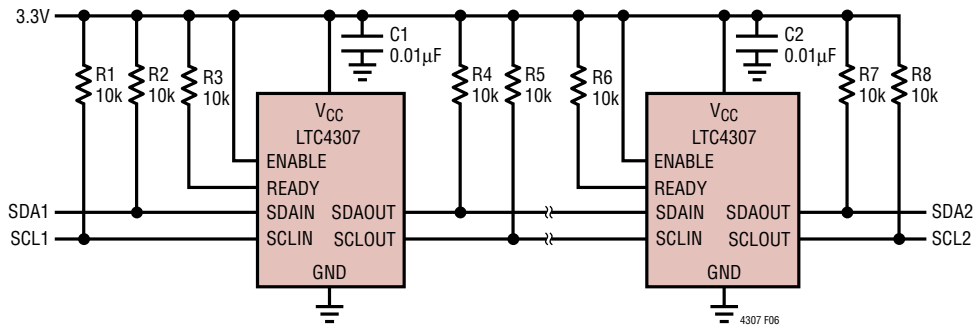 3.3V
C1
0.01µF
C2
0.01µF
R1
10k
R2
10k
R3
10k
R4
10k
R5
10k
R6
10k
R7
10k
R8
10k
VCC
LTC4307
ENABLE
READY
SDAIN SDAOUT
SCLIN SCLOUT
GND
VCC
LTC4307
ENABLE
READY
SDAIN SDAOUT
SCLIN SCLOUT
GND
SDA1
SCL1
SDA2
SCL2
4307 F06